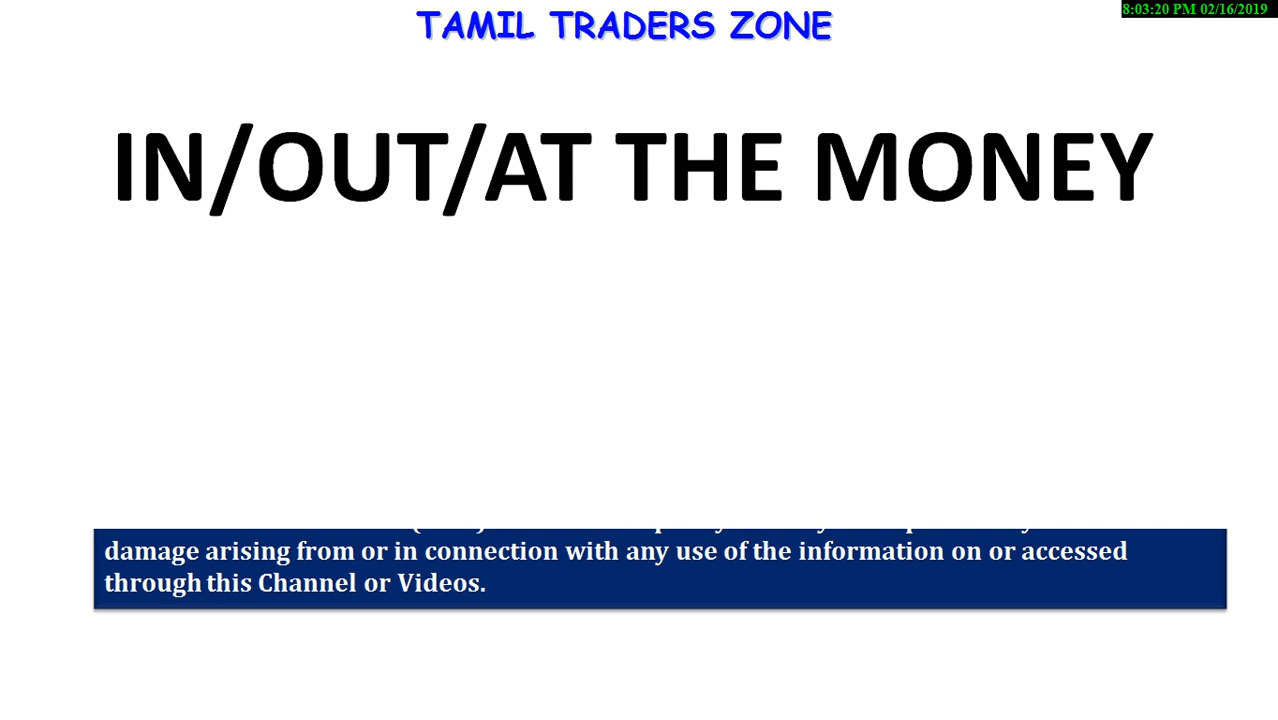 TAMIL TRADERS ZONE
8:03:20 PM 02/16/2019
IN/OUT/AT THE MONEY
damage arising from or in connection with any use of the information on or accessed
through this Channel or Videos.